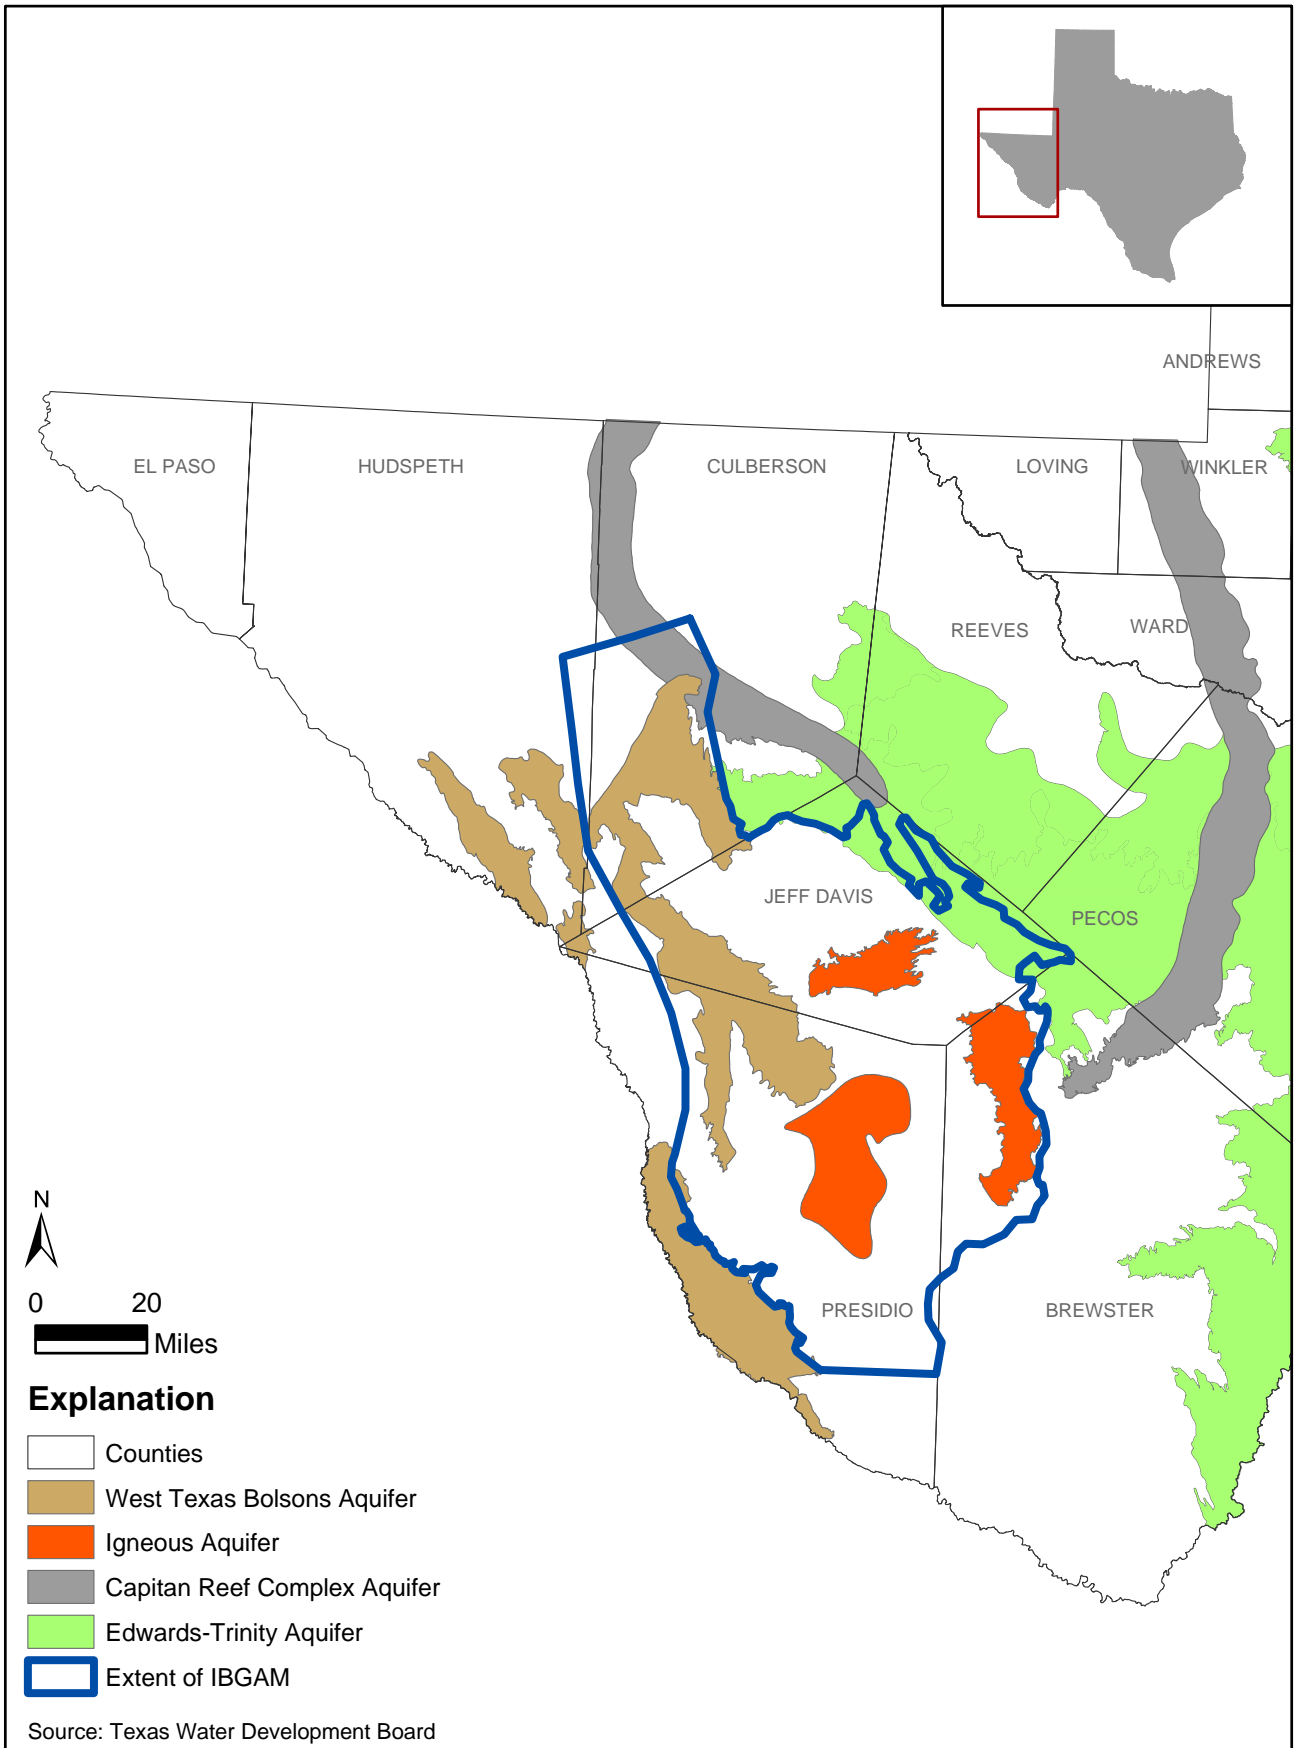 ANDREWS
EL PASO
HUDSPETH
CULBERSON
LOVING
WINKLER
REEVES
WARD
JEFF DAVIS
PECOS
PRESIDIO
BREWSTER
N
0 20
Miles
Explanation
Counties
West Texas Bolsons Aquifer
Igneous Aquifer
Capitan Reef Complex Aquifer
Edwards-Trinity Aquifer
Extent of IBGAM
Source: Texas Water Development Board